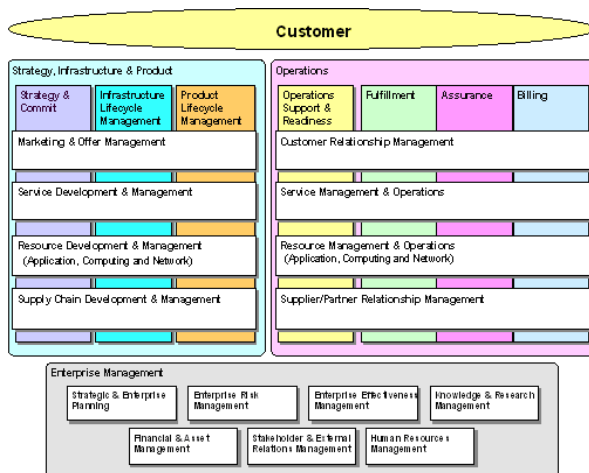 Customer
Strategy, Infrastructure & Product
Operations
Strategy &
Commit
Infrastructure
Lifecycle
Management
Product
Lifecycle
Management
Operations
Support &
Readiness
Fulfillment
Assurance
Billing
Marketing & Offer Management
Customer Relationship Management
Service Development & Management
Service Management & Operations
Resource Development & Management
(Application, Computing and Network)
Resource Management & Operations
(Application, Computing and Network)
Supply Chain Development & Management
Supplier/Partner Relationship Management
Enterprise Management
Strategic & Enterprise
Planning
Enterprise Risk
Management
Enterprise Effectiveness
Management
Knowledge & Research
Management
Financial & Asset
Management
Stakeholder & External
Relations Management
Human Resources
Management